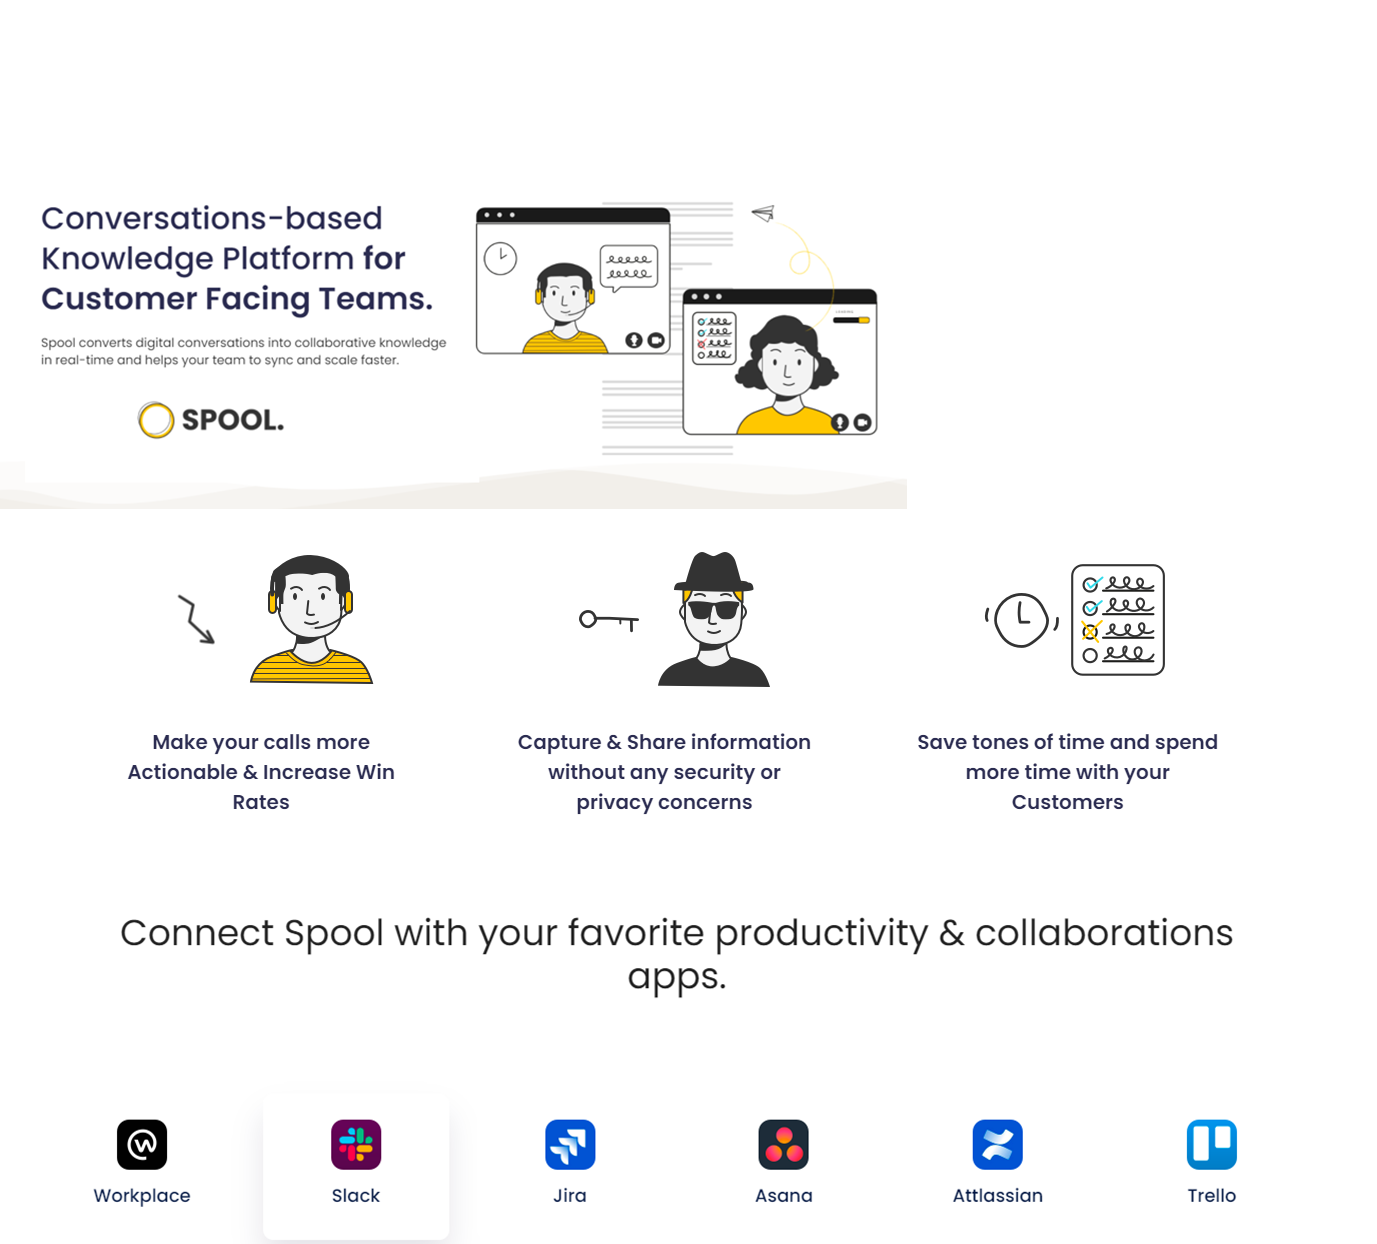 Conversations-based
Knowledge Platform for
Customer Facing Teams.
Spool converts digital conversations into collaborative knowledge
in real-time and helps your team to sync and scale faster.
SPOOL.
Make your calls more
Actionable & Increase Win
Rates
Capture & Share information
without any security or
privacy concerns
Save tones of time and spend
more time with your
Customers
Connect Spool with your favorite productivity & collaborations
apps.
Workplace
Slack
Jira
Asana
Attlassian
Trello